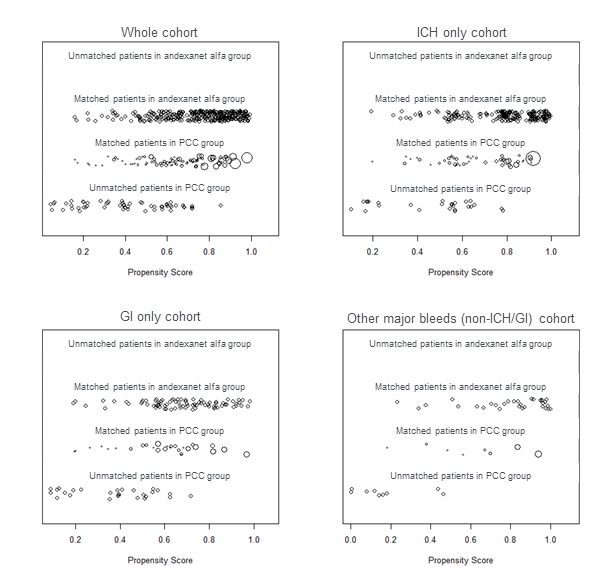 Whole cohort
Unmatched patients in andexanet alfa group
Matched patients in andexanet alfa group
Matched patients in PCC group
Unmatched patients in PCC group
0.2 0.4 0.6 0.8 1.0
Propensity Score
ICH only cohort
Unmatched patients in andexanet alfa group
Matched patients in andexanet alfa group
Matched patients in PCC group
Unmatched patients in PCC group
0.2 0.4 0.6 0.8 1.0
Propensity Score
GI only cohort
Unmatched patients in andexanet alfa group
Matched patients in andexanet alfa group
Matched patients in PCC group
Unmatched patients in PCC group
0.2 0.4 0.6 0.8 1.0
Propensity Score
Other major bleeds (non-ICH/GI) cohort
Unmatched patients in andexanet alfa group
Matched patients in andexanet alfa group
Matched patients in PCC group
Unmatched patients in PCC group
0.0 0.2 0.4 0.6 0.8 1.0
Propensity Score